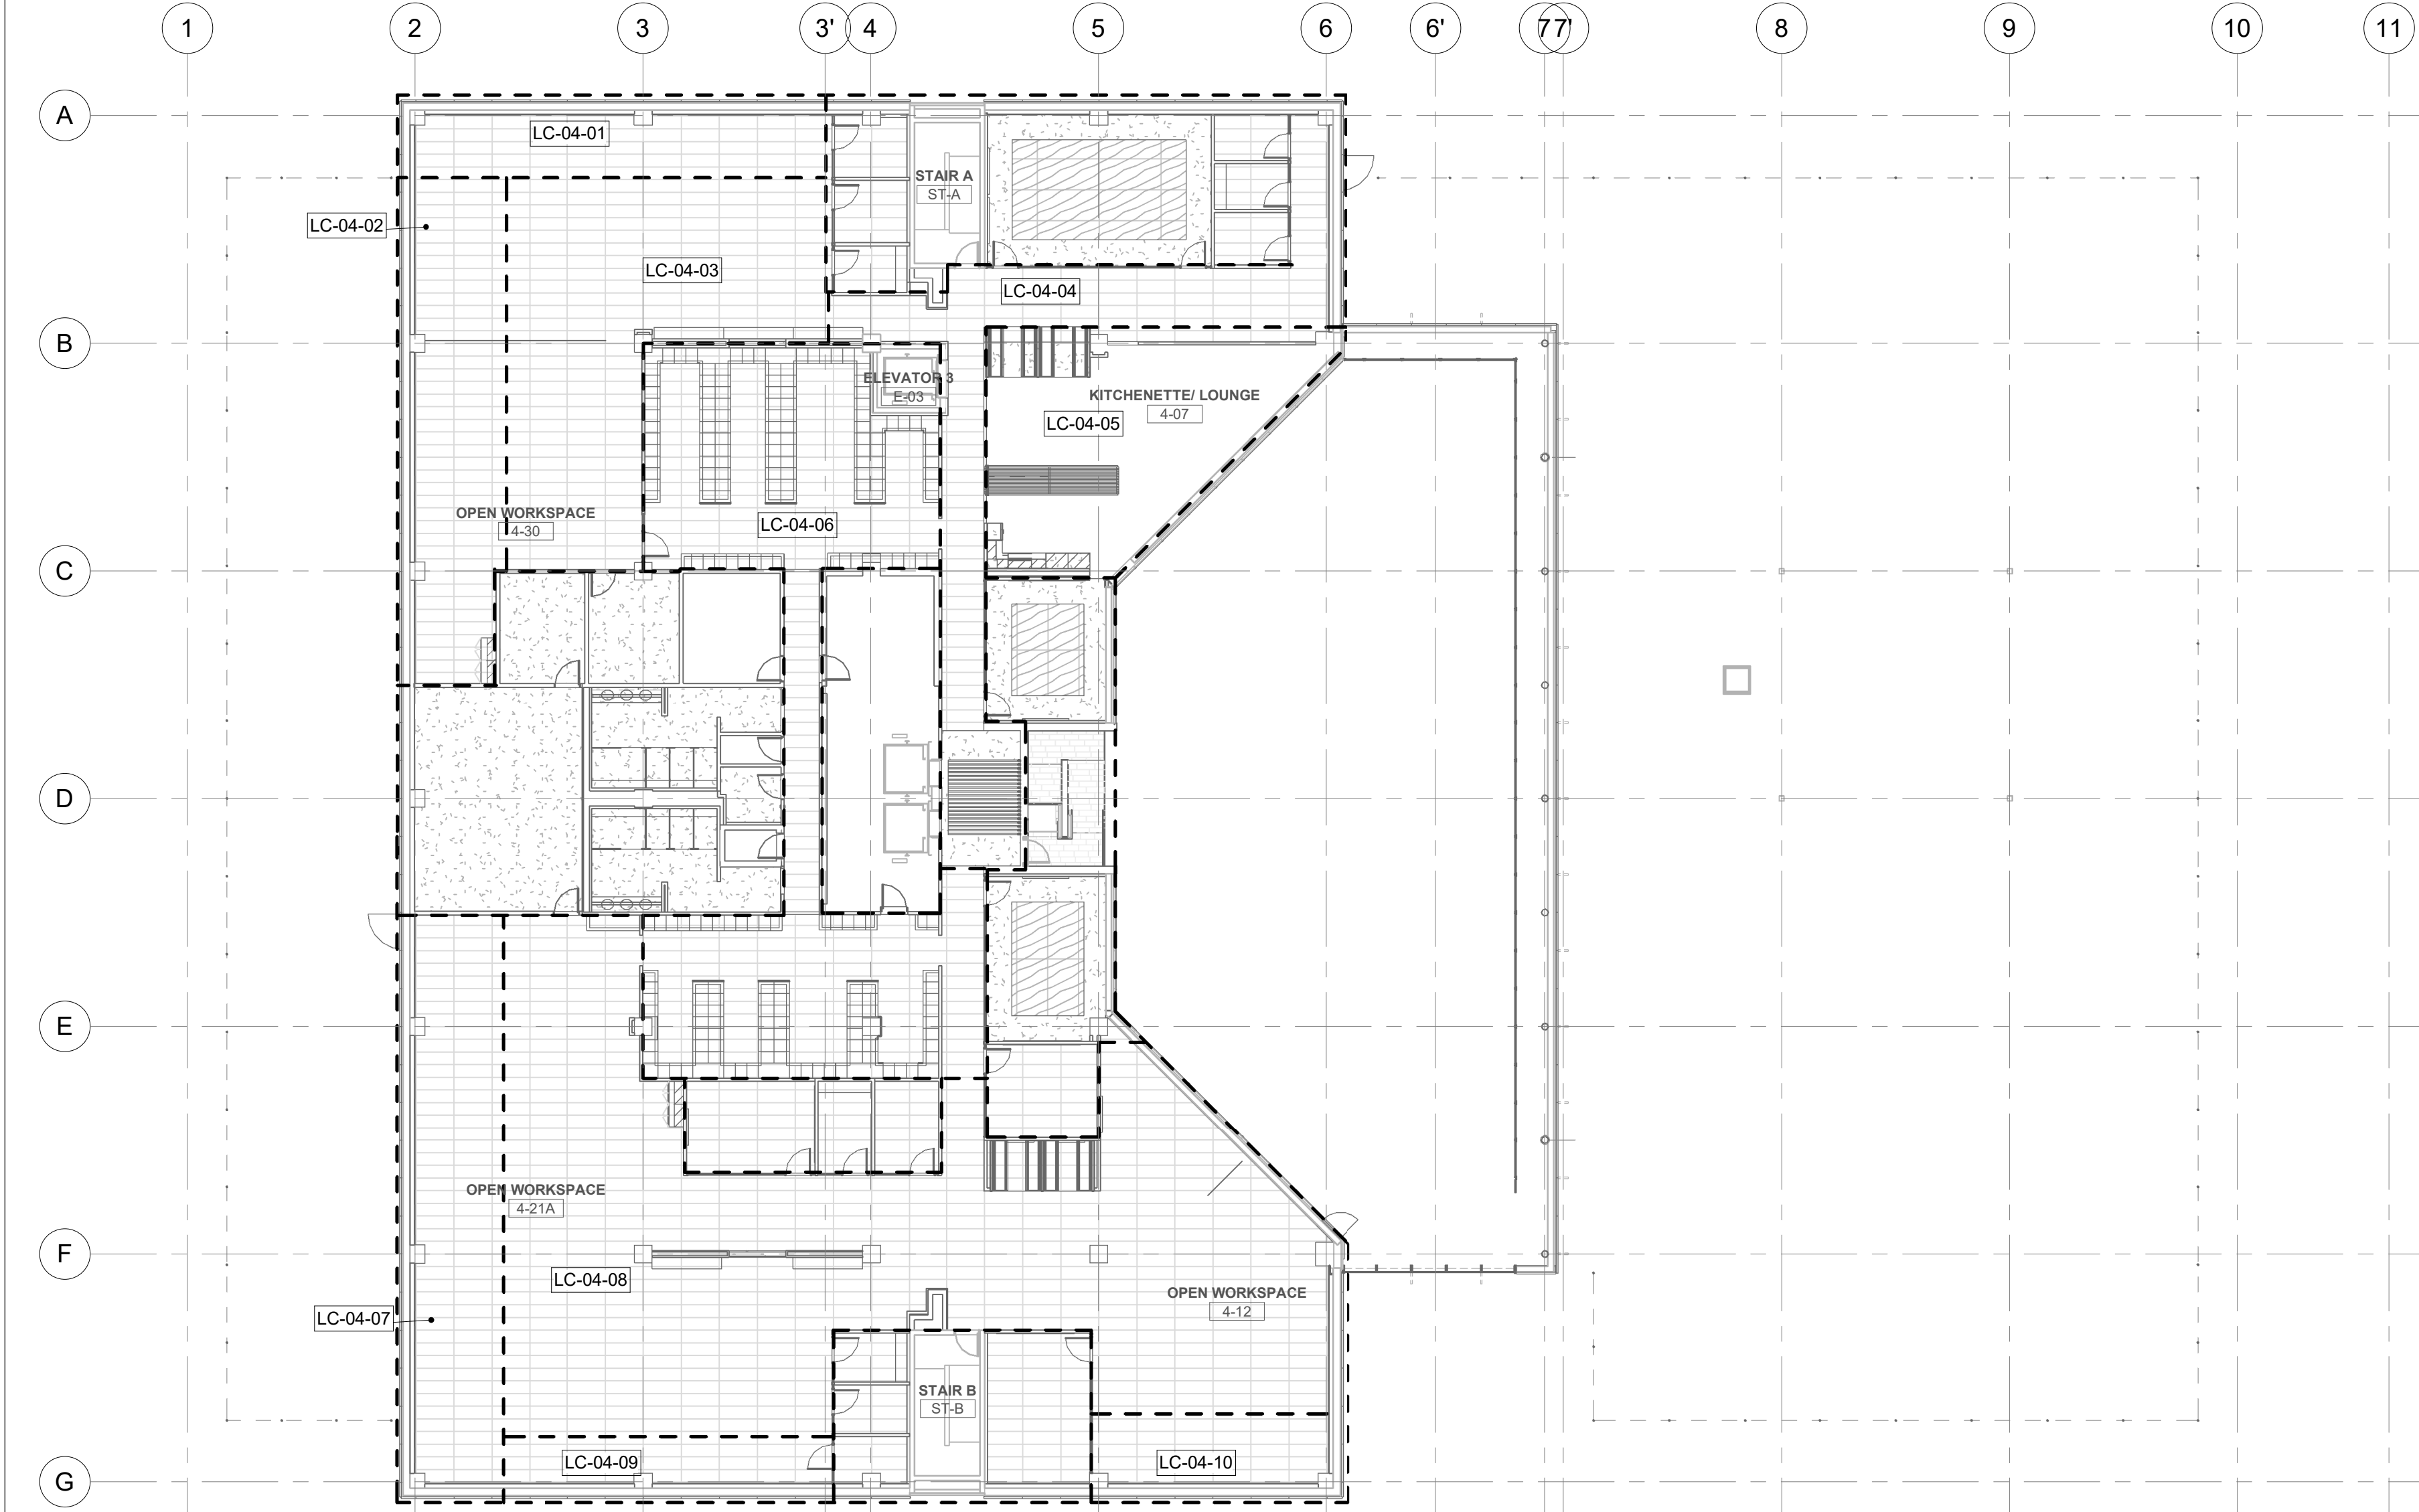 1 2 3 3' 4 5 6 6' 7 7' 8 9 10 11
A
LC-04-01
STAIR A
ST-A
LC-04-02
LC-04-03
LC-04-04
B
ELEVATOR 3
E-03
KITCHENETTE/ LOUNGE
4-07
LC-04-05
OPEN WORKSPACE
4-30
LC-04-06
C
D
E
OPEN WORKSPACE
4-21A
F
LC-04-08
OPEN WORKSPACE
4-12
LC-04-07
STAIR B
ST-B
LC-04-09
LC-04-10
G